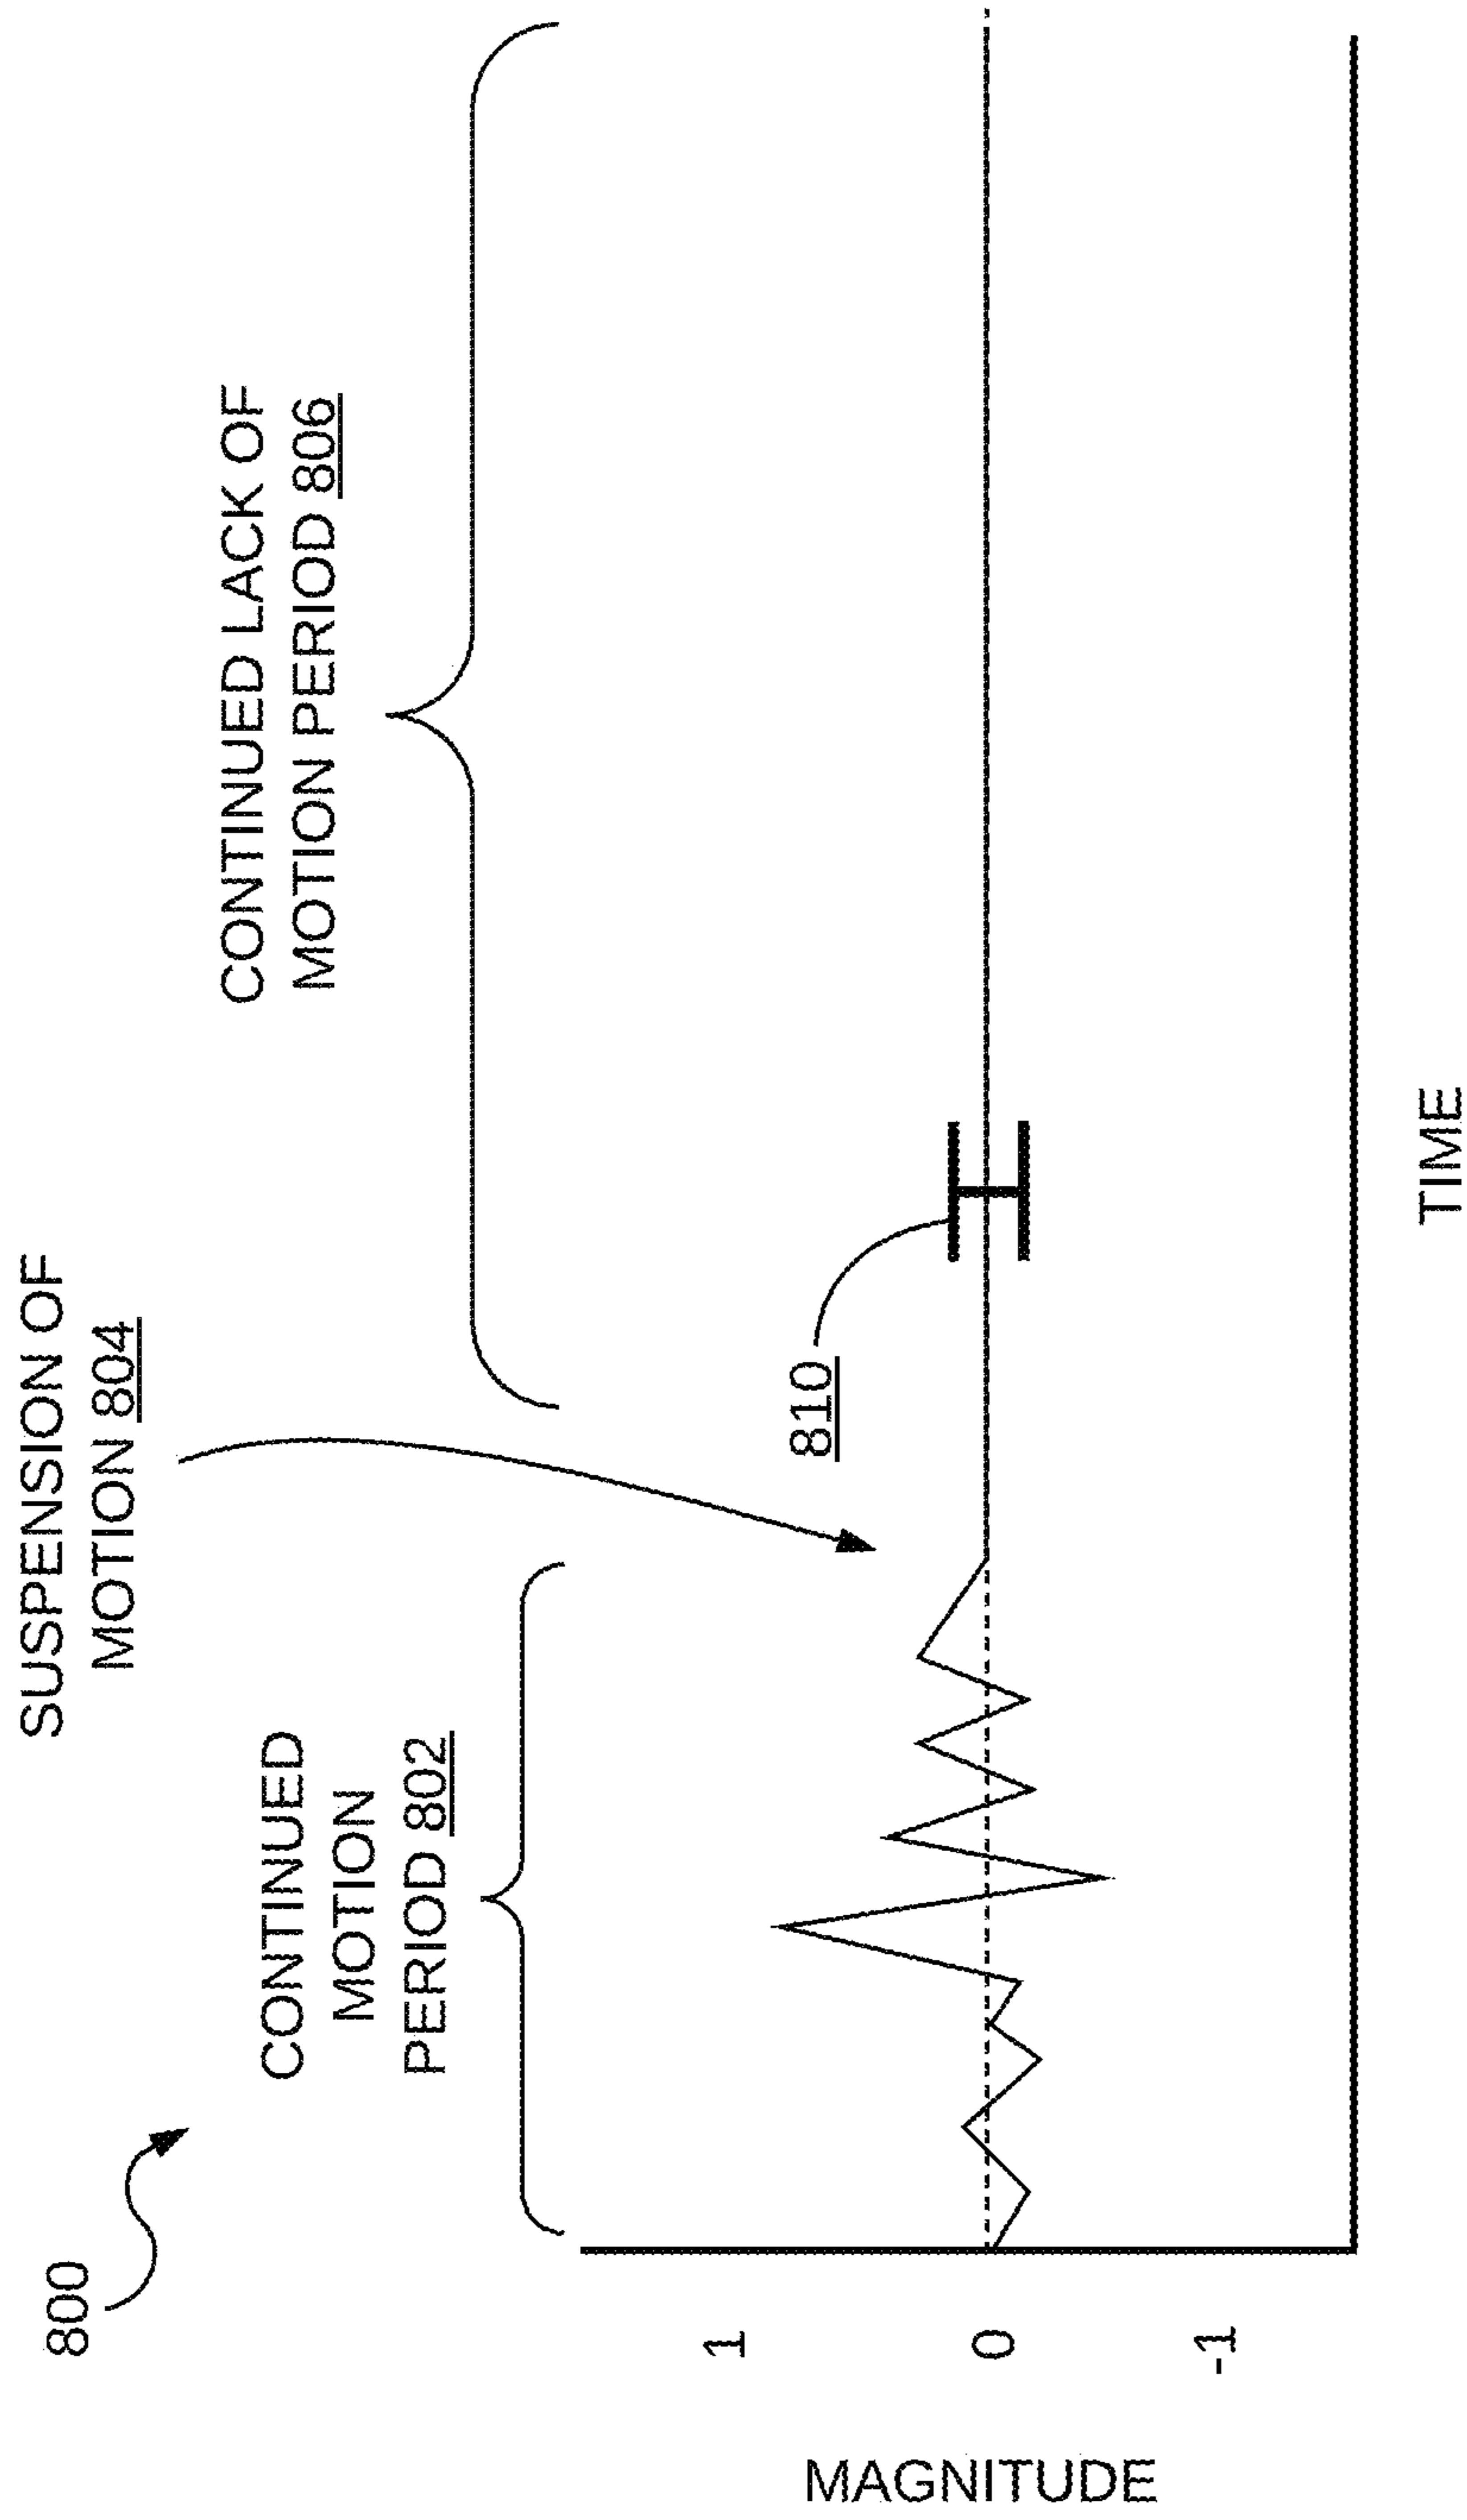 800
SUSPENSION OF
MOTION 804
CONTINUED
MOTION
PERIOD 802
CONTINUED LACK OF
MOTION PERIOD 806
810
1
0
-1
MAGNITUDE
TIME